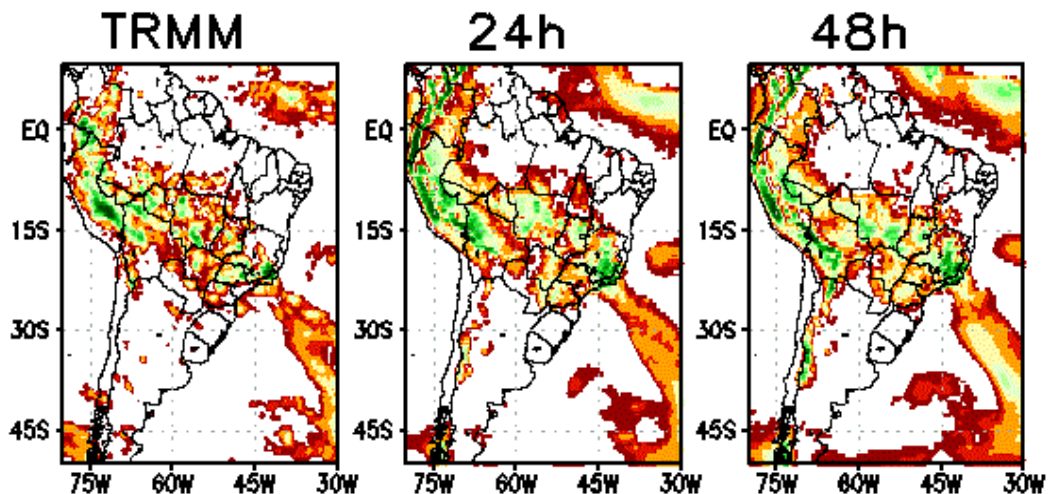 TRMM 24h 48h
EQ EQ EQ
15S 15S 15S
30S 30S 30S
45S 45S 45S
75W 60W 45W 30W 75W 60W 45W 30W 75W 60W 45W 30W